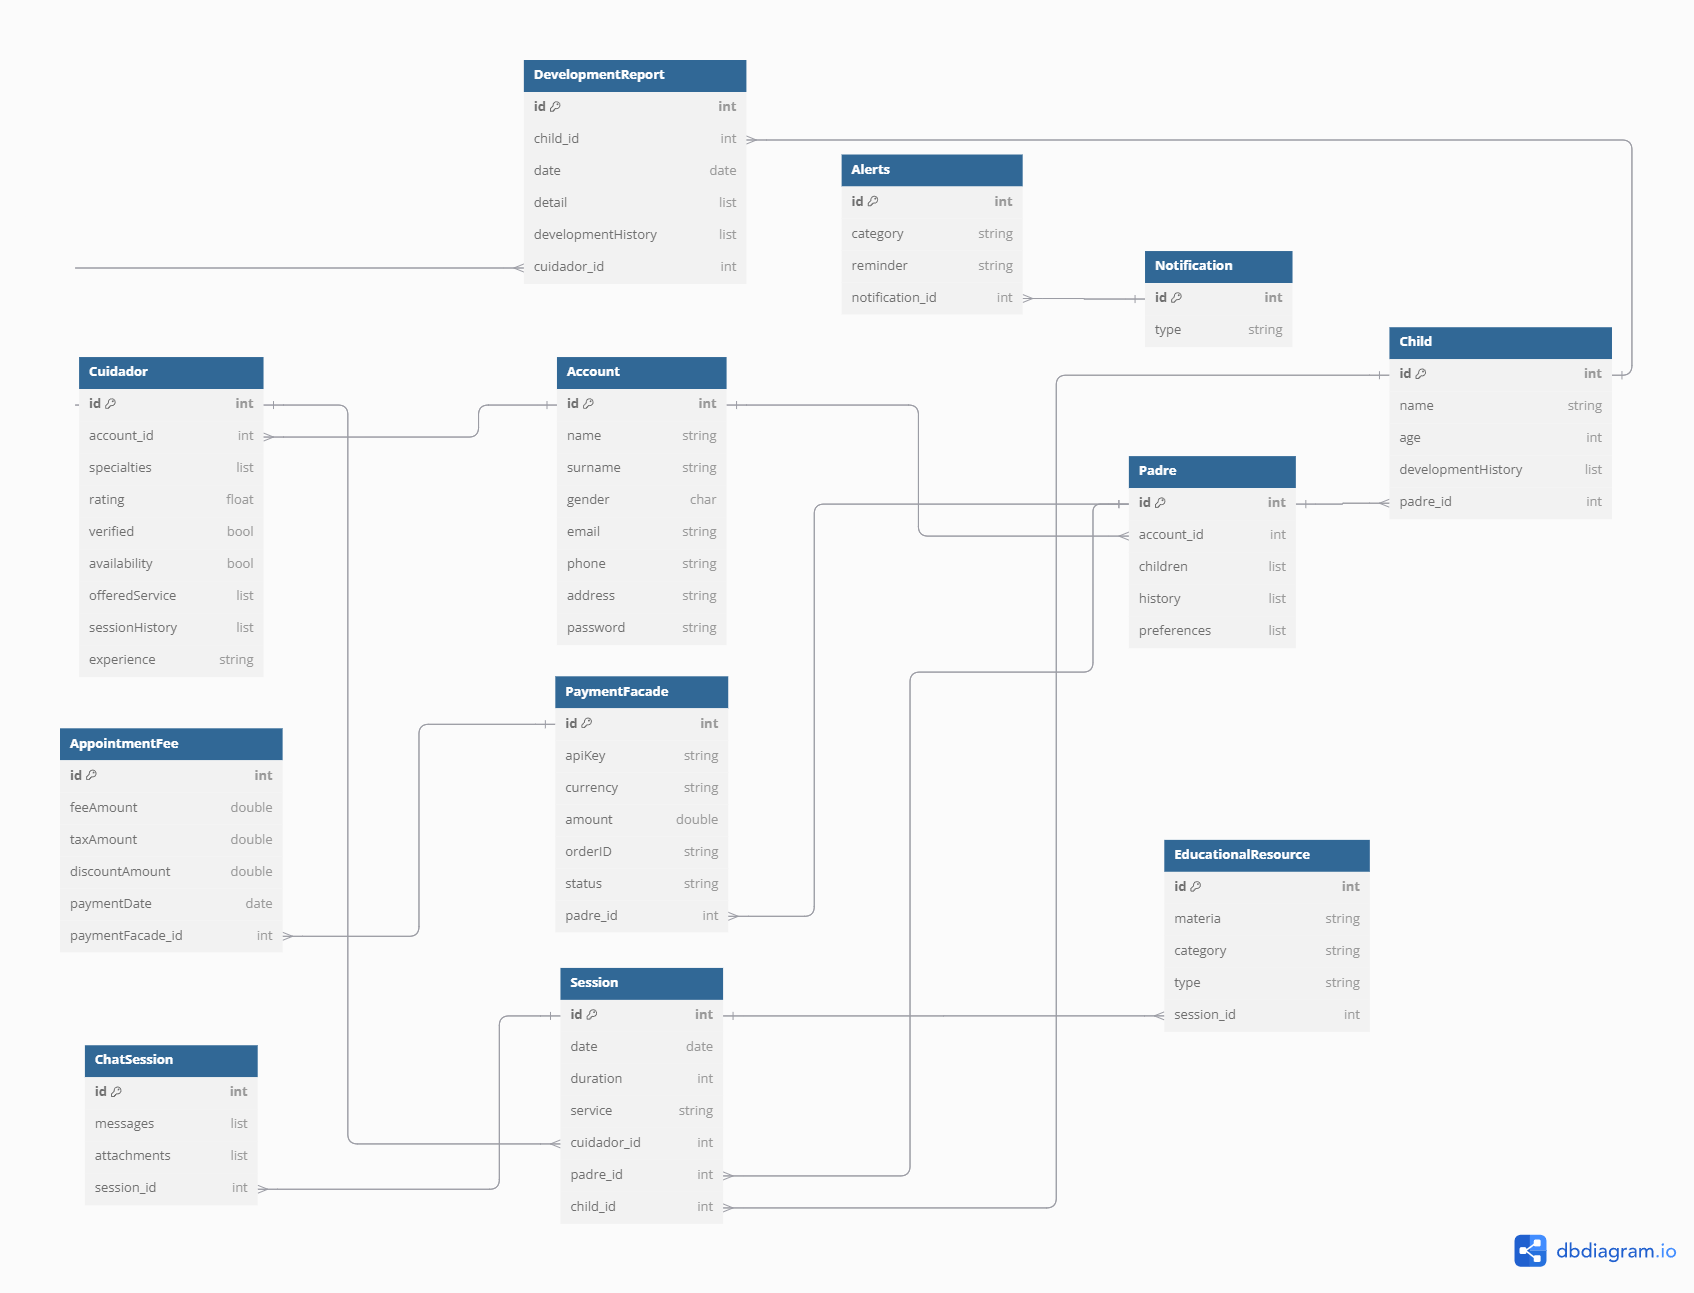 DevelopmentReport
id int
child_id int
date date
detail list
developmentHistory list
cuidador_id int
Alerts
id int
category string
reminder string
notification_id int
Notification
id int
type string
Child
id int
name string
age int
developmentHistory list
padre_id int
Cuidador
id int
account_id int
specialties list
rating float
verified bool
availability bool
offeredService list
sessionHistory list
experience string
Account
id int
name string
surname string
gender char
email string
phone string
address string
password string
Padre
id int
account_id int
children list
history list
preferences list
PaymentFacade
id int
apiKey string
currency string
amount double
orderID string
status string
padre_id int
AppointmentFee
id int
feeAmount double
taxAmount double
discountAmount double
paymentDate date
paymentFacade_id int
EducationalResource
id int
materia string
category string
type string
session_id int
Session
id int
date date
duration int
service string
cuidador_id int
padre_id int
child_id int
ChatSession
id int
messages list
attachments list
session_id int
dbdiagram.io